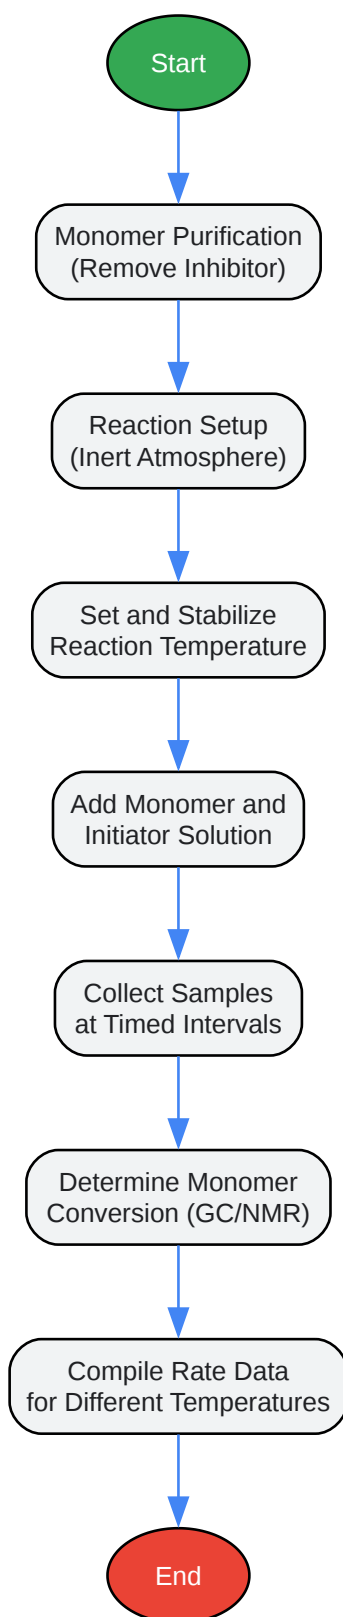 Start
Monomer Purification
(Remove Inhibitor)
Reaction Setup
(Inert Atmosphere)
Set and Stabilize
Reaction Temperature
Add Monomer and
Initiator Solution
Collect Samples
at Timed Intervals
Determine Monomer
Conversion (GC/NMR)
Compile Rate Data
for Different Temperatures
End